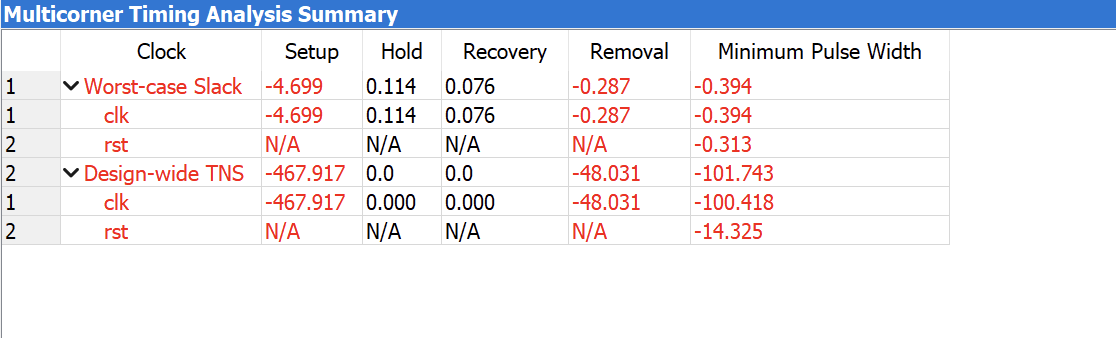 Multicorner Timing Analysis Summary
Clock Setup Hold Recovery Removal Minimum Pulse Width
1 Worst-case Slack -4.699 0.114 0.076 -0.287 -0.394
1 clk -4.699 0.114 0.076 -0.287 -0.394
2 rst N/A N/A N/A N/A -0.313
2 Design-wide TNS -467.917 0.0 0.0 -48.031 -101.743
1 clk -467.917 0.000 0.000 -48.031 -100.418
2 rst N/A N/A N/A N/A -14.325